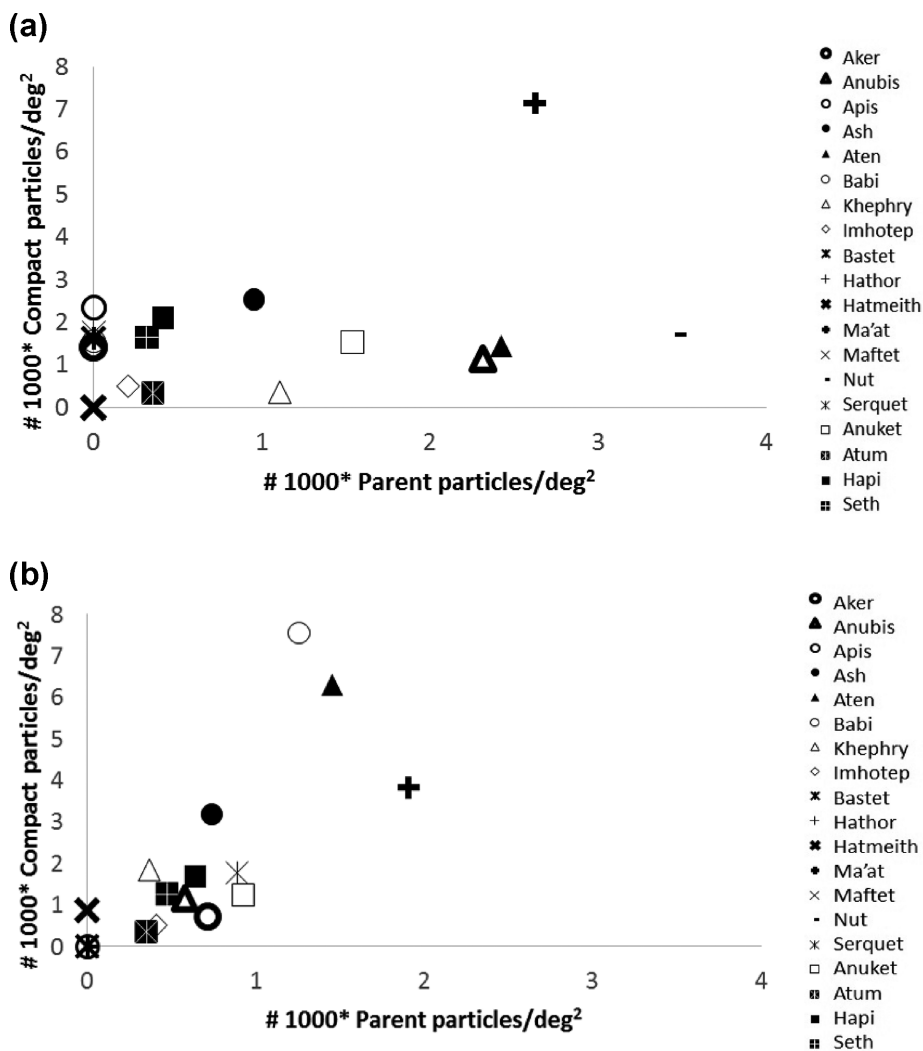 (a)
# 1000* Compact particles/deg²
8
7
6
5
4
3
2
1
0
0 1 2 3 4
# 1000* Parent particles/deg²
Aker
Anubis
Apis
Ash
Aten
Babi
Khephry
Imhotep
Bastet
Hathor
Hatmeith
Ma'at
Maftet
Nut
Serquet
Anuket
Atum
Hapi
Seth
(b)
# 1000* Compact particles/deg²
8
7
6
5
4
3
2
1
0
0 1 2 3 4
# 1000* Parent particles/deg²
Aker
Anubis
Apis
Ash
Aten
Babi
Khephry
Imhotep
Bastet
Hathor
Hatmeith
Ma'at
Maftet
Nut
Serquet
Anuket
Atum
Hapi
Seth